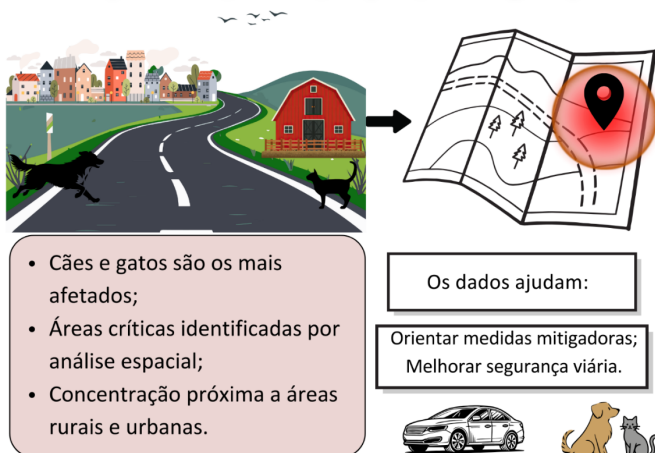 • Cães e gatos são os mais
afetados;
• Áreas críticas identificadas por
análise espacial;
• Concentração próxima a áreas
rurais e urbanas.
Os dados ajudam:
Orientar medidas mitigadoras;
Melhorar segurança viária.